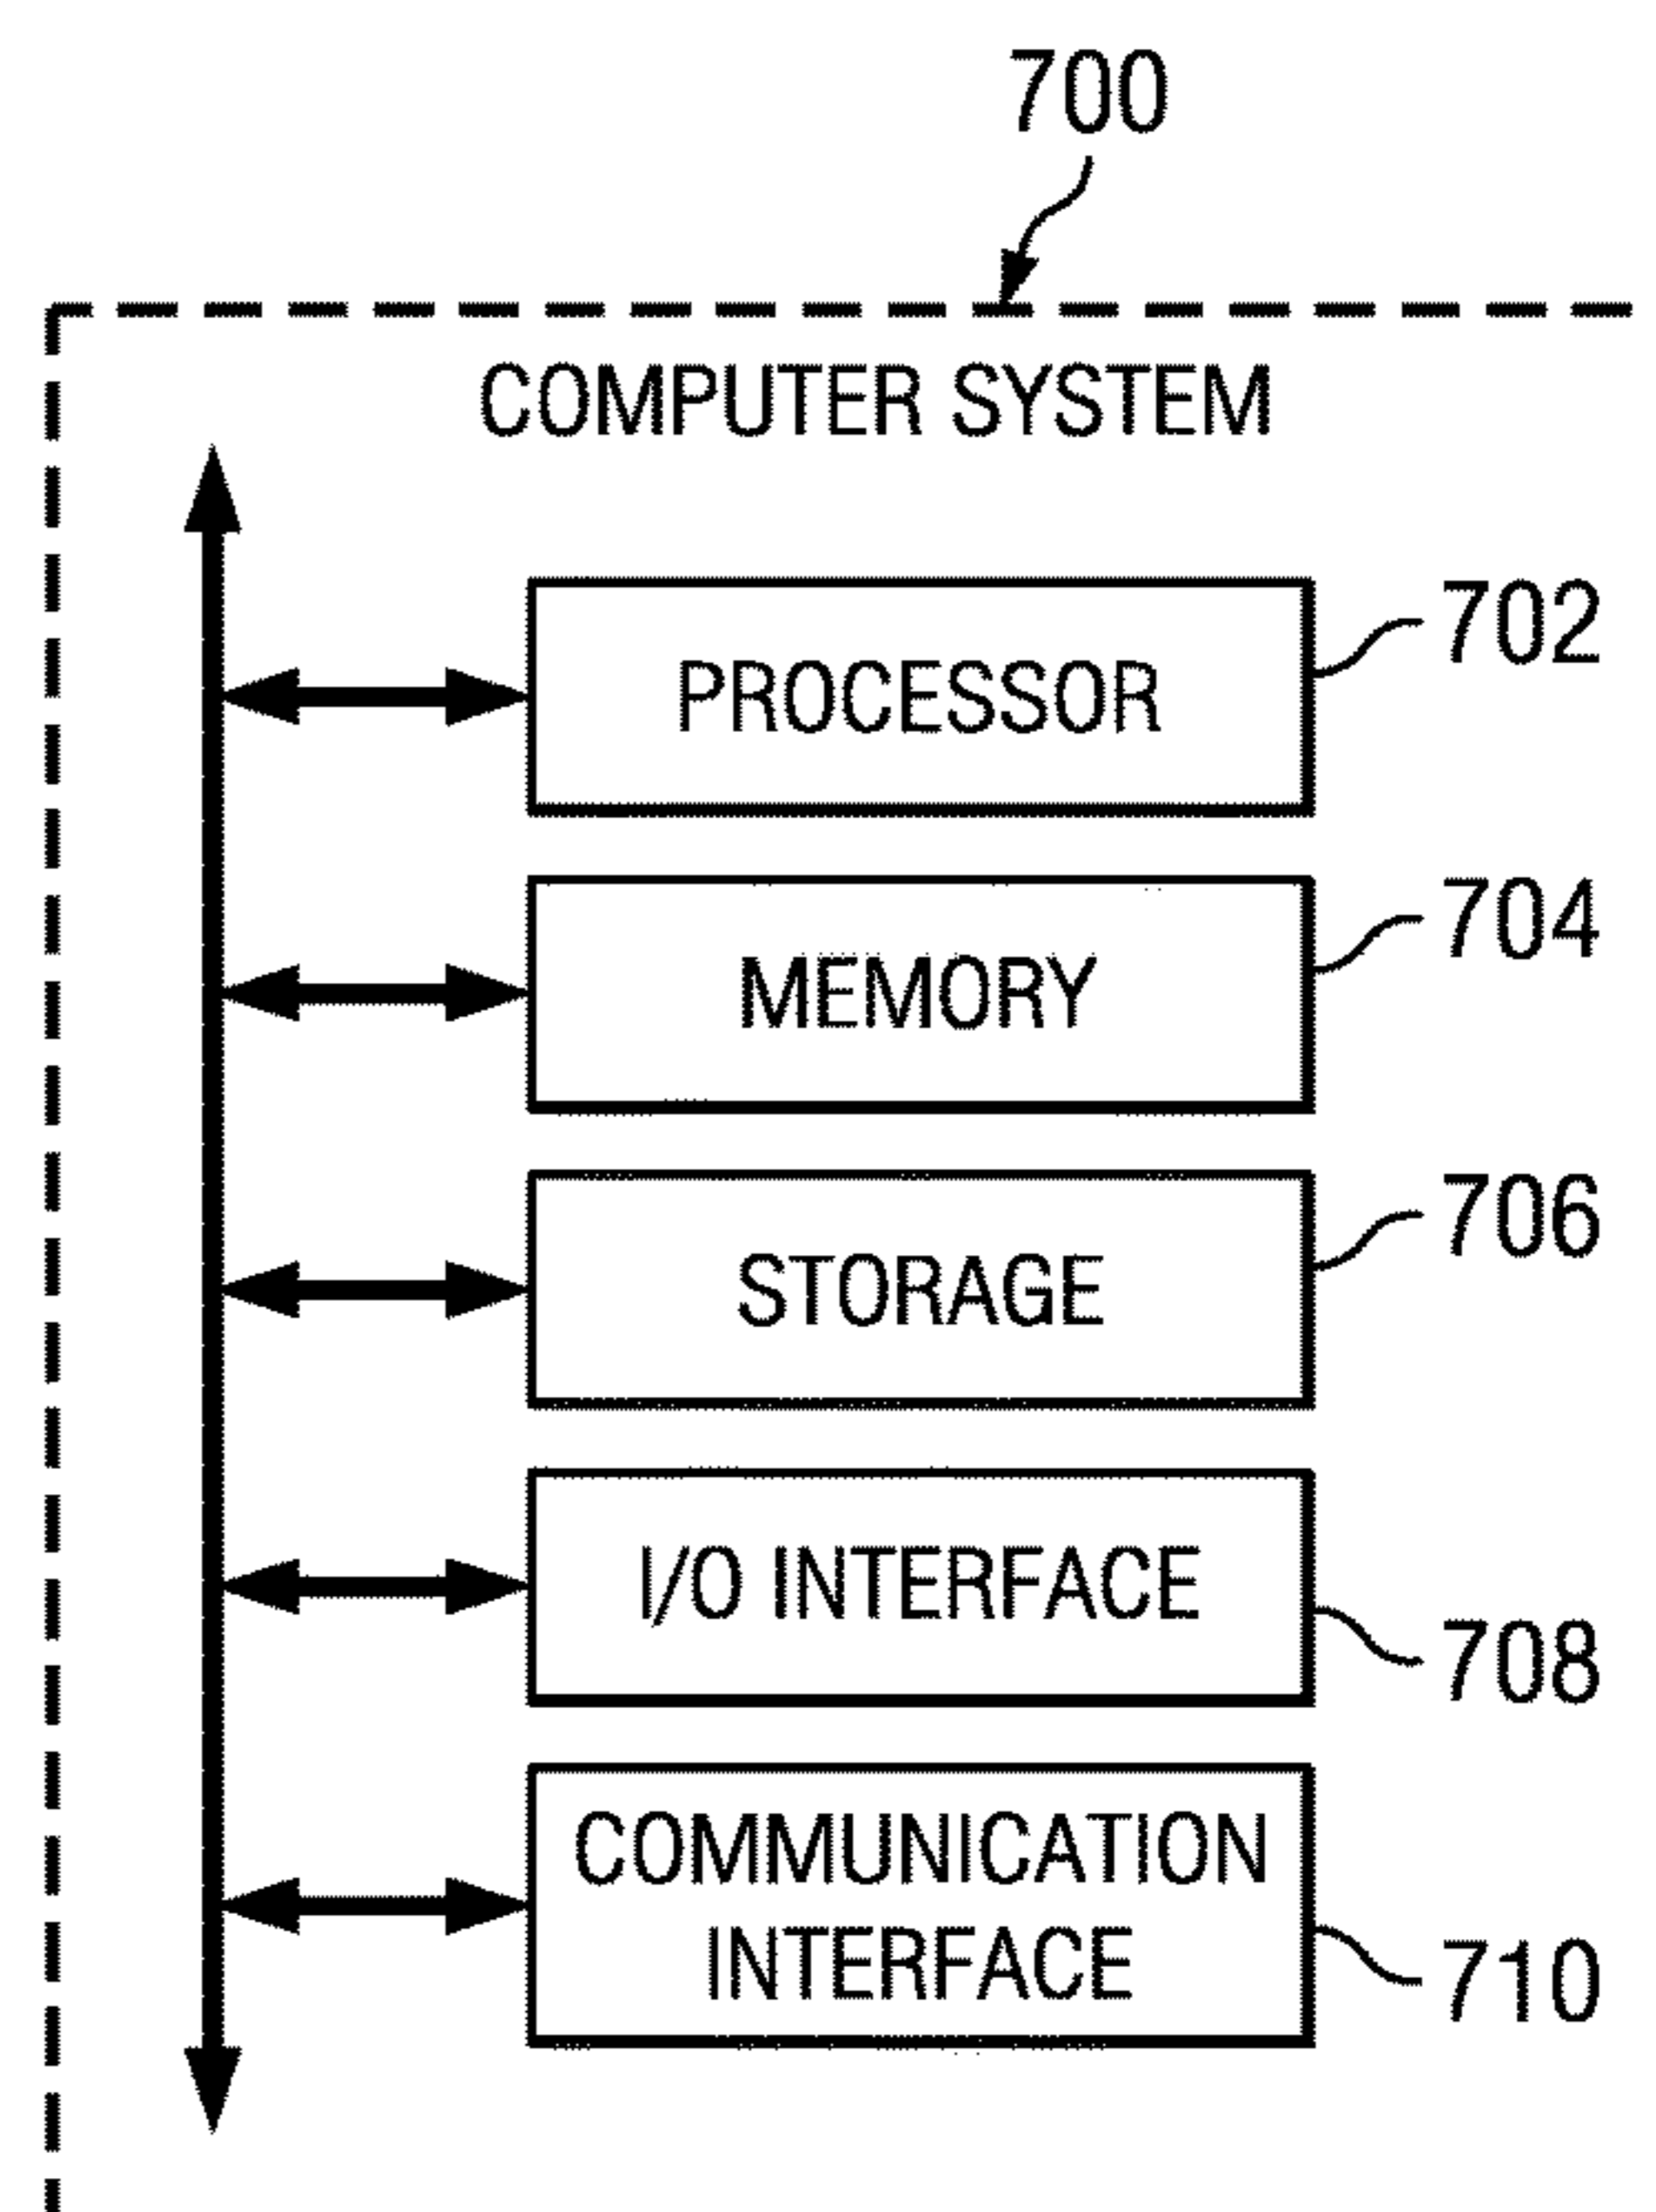 700
COMPUTER SYSTEM
PROCESSOR
702
MEMORY
704
STORAGE
706
I/O INTERFACE
708
COMMUNICATION
INTERFACE
710